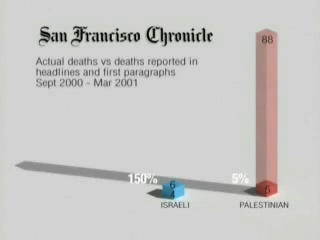 San Francisco Chronicle
Actual deaths vs deaths reported in
headlines and first paragraphs
Sept 2000 - Mar 2001
88
150%
5%
6
4
5
ISRAELI
PALESTINIAN